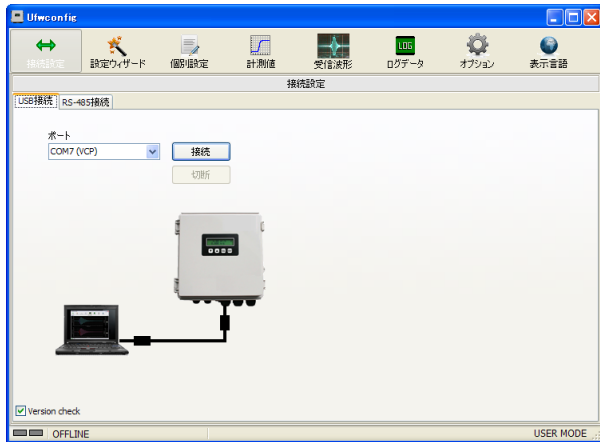 Ufwconfig
接続設定 設定ウィザード 個別設定 計測値 受信波形 LOG ログデータ オプション 表示言語
接続設定
USB接続 RS-485接続
ポート
COM7 (VCP) 接続
切断
Version check
OFFLINE USER MODE